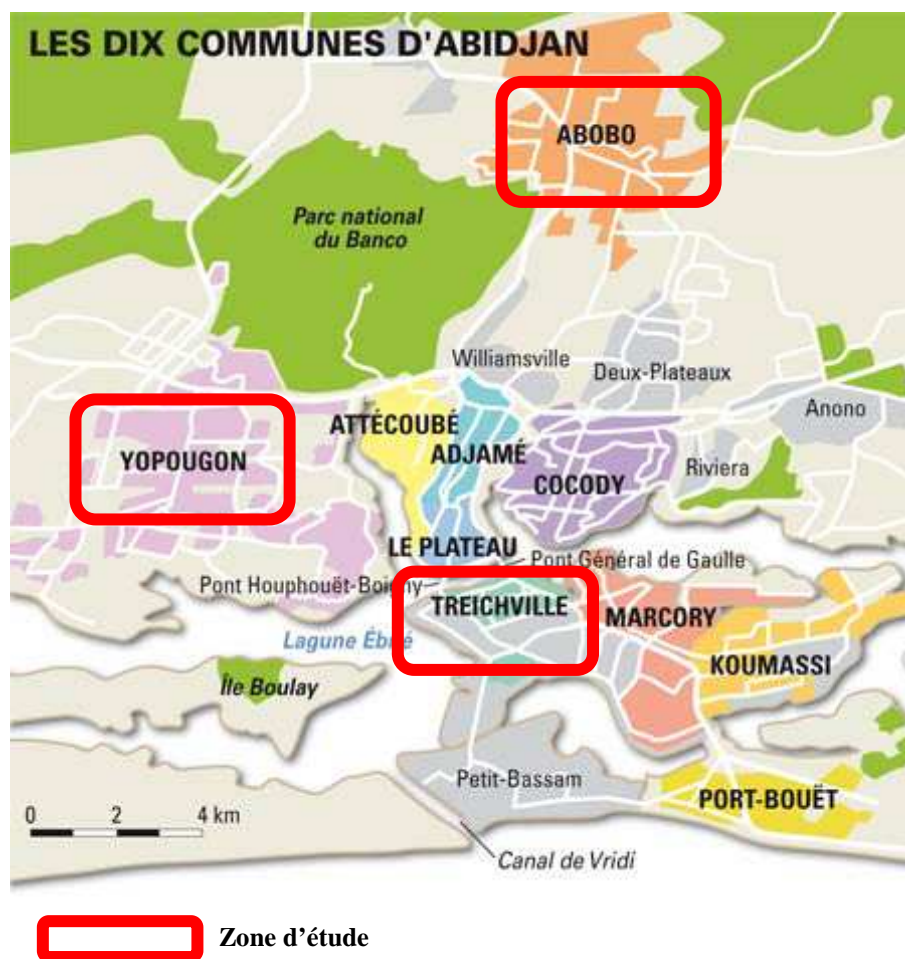 LES DIX COMMUNES D'ABIDJAN
ABOBO
Parc national
du Banco
Williamsville
Deux-Plateaux
Anono
ATTÉCOUBÉ
ADJAMÉ
YOPOUGON
COCODY
Riviera
LE PLATEAU
Pont Général de Gaulle
Pont Houphouët-Boigny
TREICHVILLE
MARCORY
Lagune Ébrié
KOUMASSI
Île Boulay
Petit-Bassam
PORT-BOUËT
0 2 4 km
Canal de Vridi
Zone d'étude